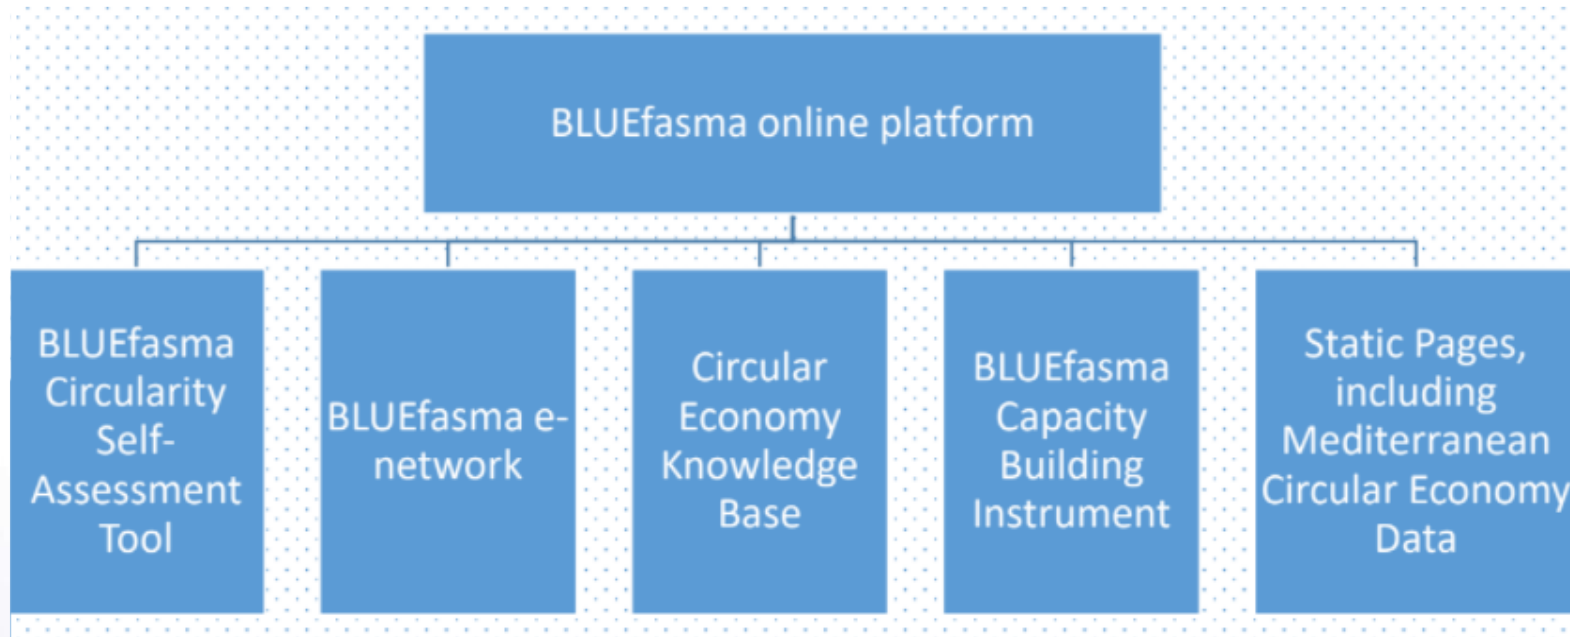 BLUEfasma online platform
BLUEfasma
Circularity
Self-
Assessment
Tool
BLUEfasma e-
network
Circular
Economy
Knowledge
Base
BLUEfasma
Capacity
Building
Instrument
Static Pages,
including
Mediterranean
Circular Economy
Data